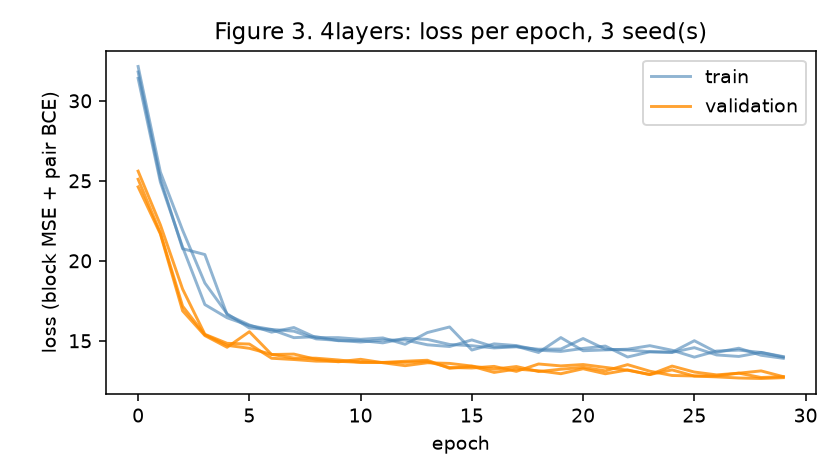 Figure 3. 4layers: loss per epoch, 3 seed(s)
train
validation
loss (block MSE + pair BCE)
30
25
20
15
0 5 10 15 20 25 30
epoch